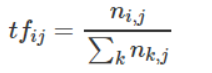 tf_{ij} = \frac{n_{i,j}}{\sum_k n_{k,j}}